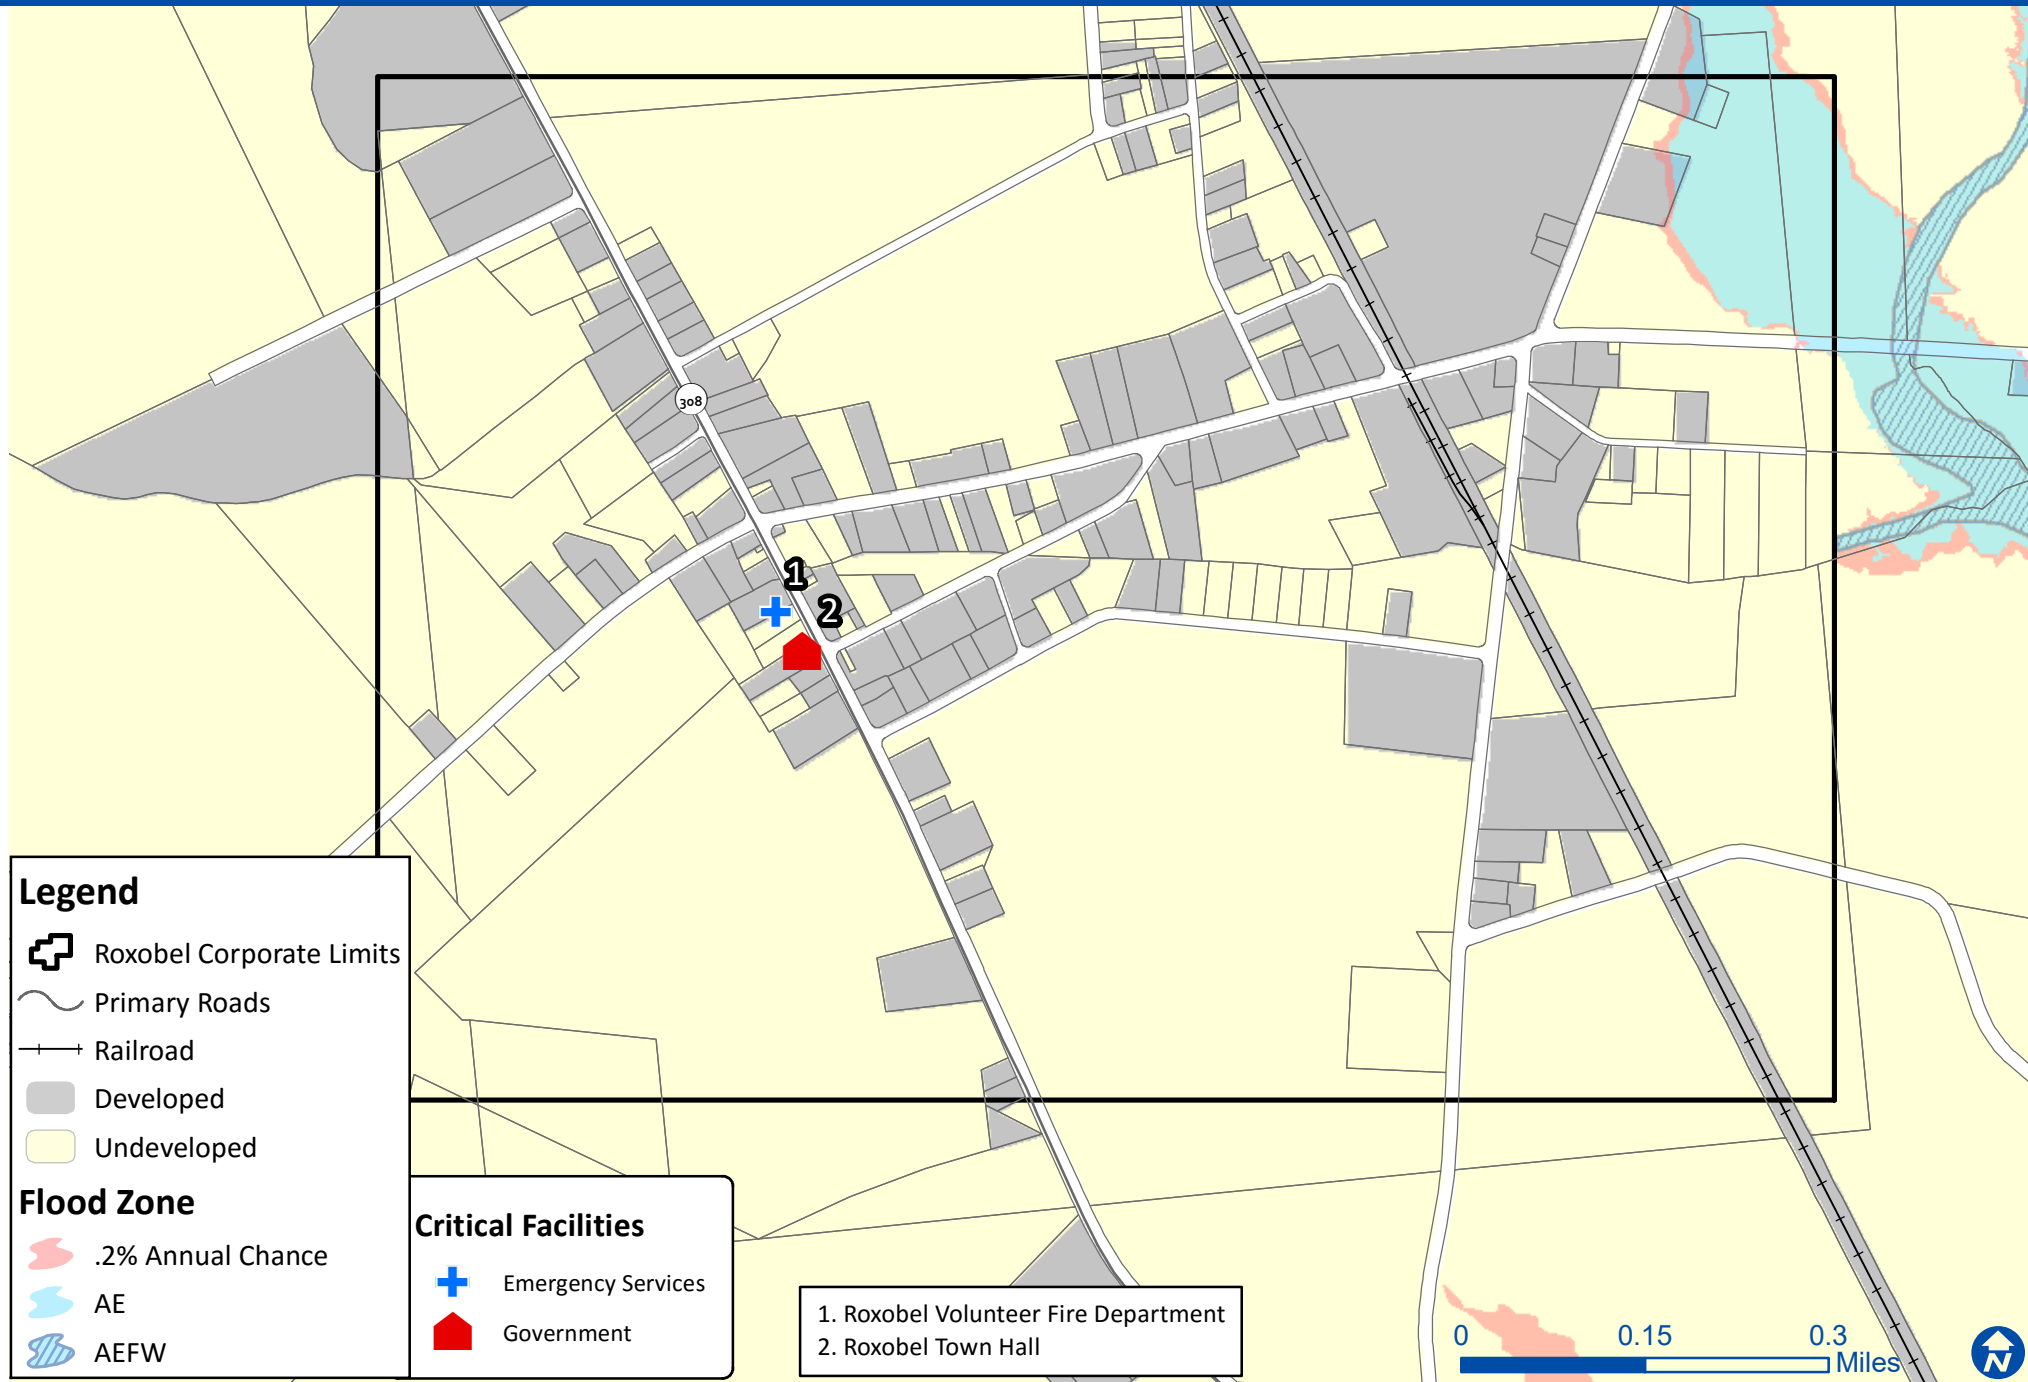 308
1
2
Legend
Roxobel Corporate Limits
Primary Roads
Railroad
Developed
Undeveloped
Flood Zone
.2% Annual Chance
AE
AEFW
Critical Facilities
Emergency Services
Government
1. Roxobel Volunteer Fire Department
2. Roxobel Town Hall
0 0.15 0.3
Miles
N